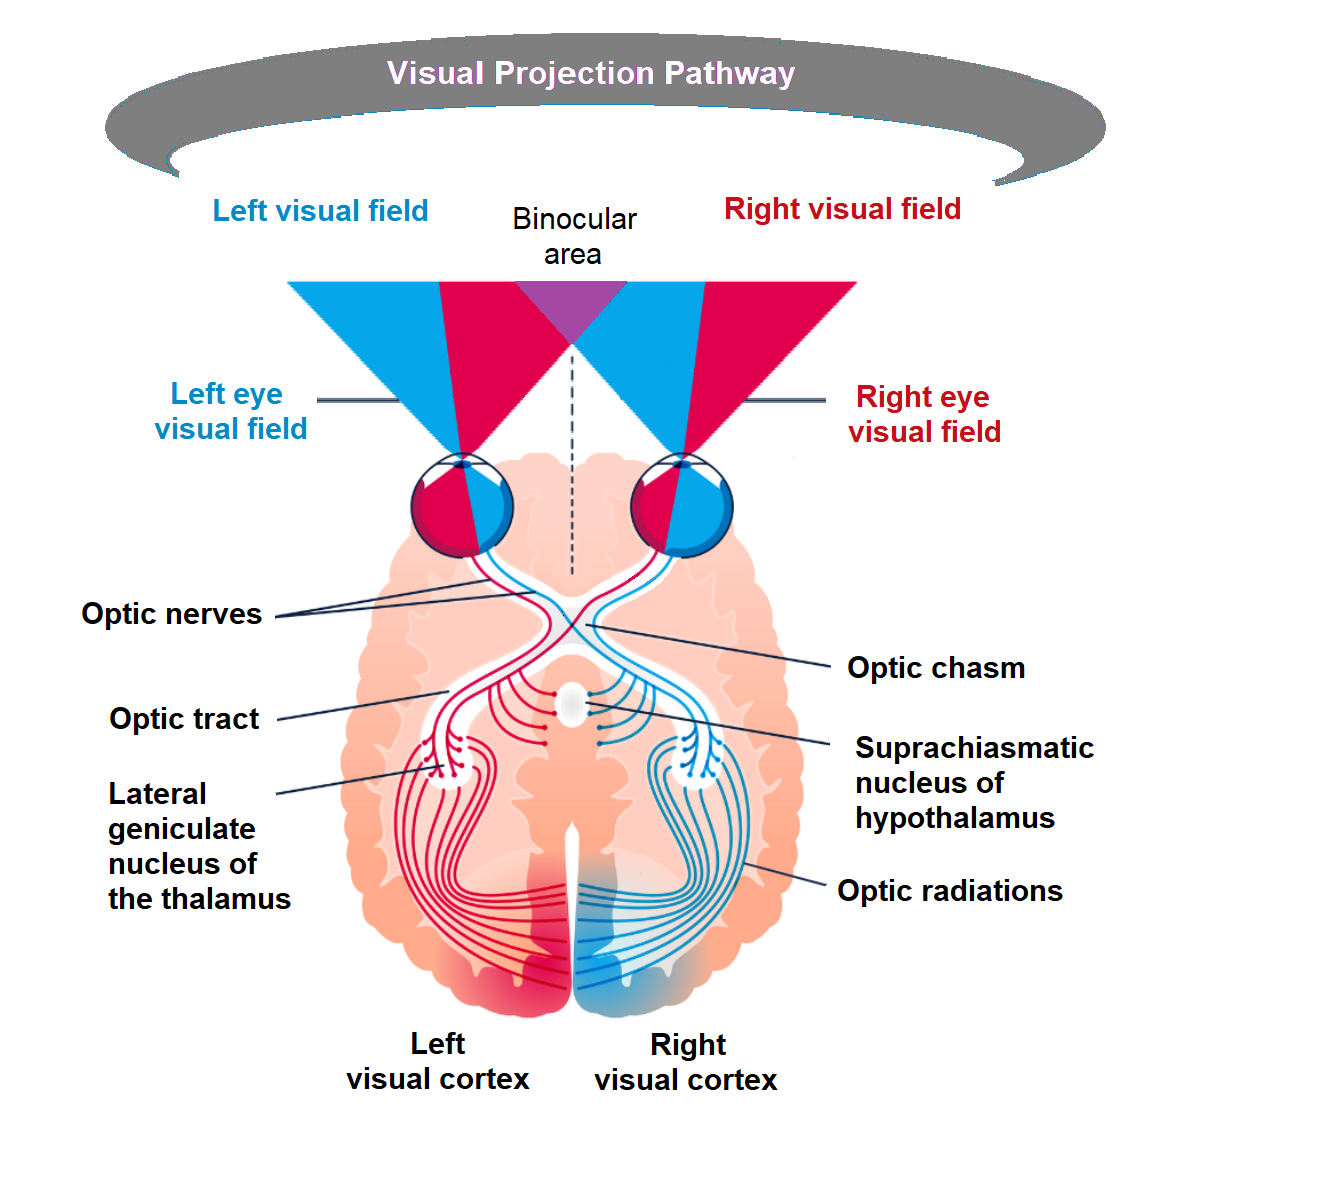 Visual Projection Pathway
Left visual field
Binocular
area
Right visual field
Left eye
visual field
Right eye
visual field
Optic nerves
Optic chasm
Optic tract
Suprachiasmatic
nucleus of
hypothalamus
Lateral
geniculate
nucleus of
the thalamus
Optic radiations
Left
visual cortex
Right
visual cortex